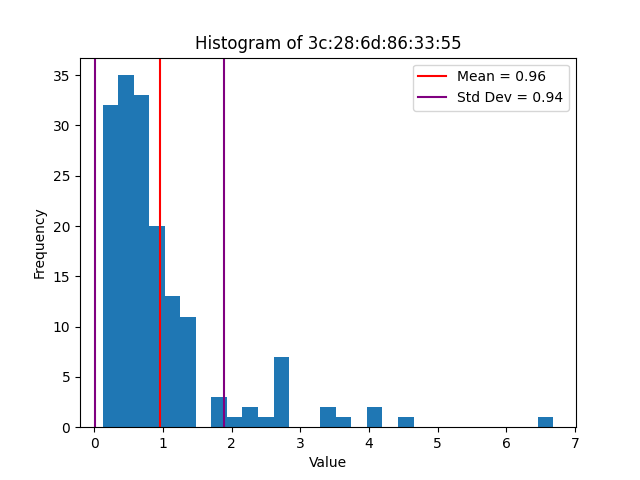 Histogram of 3c:28:6d:86:33:55
Mean = 0.96
Std Dev = 0.94
35
30
25
20
15
10
5
0
Frequency
0 1 2 3 4 5 6 7
Value